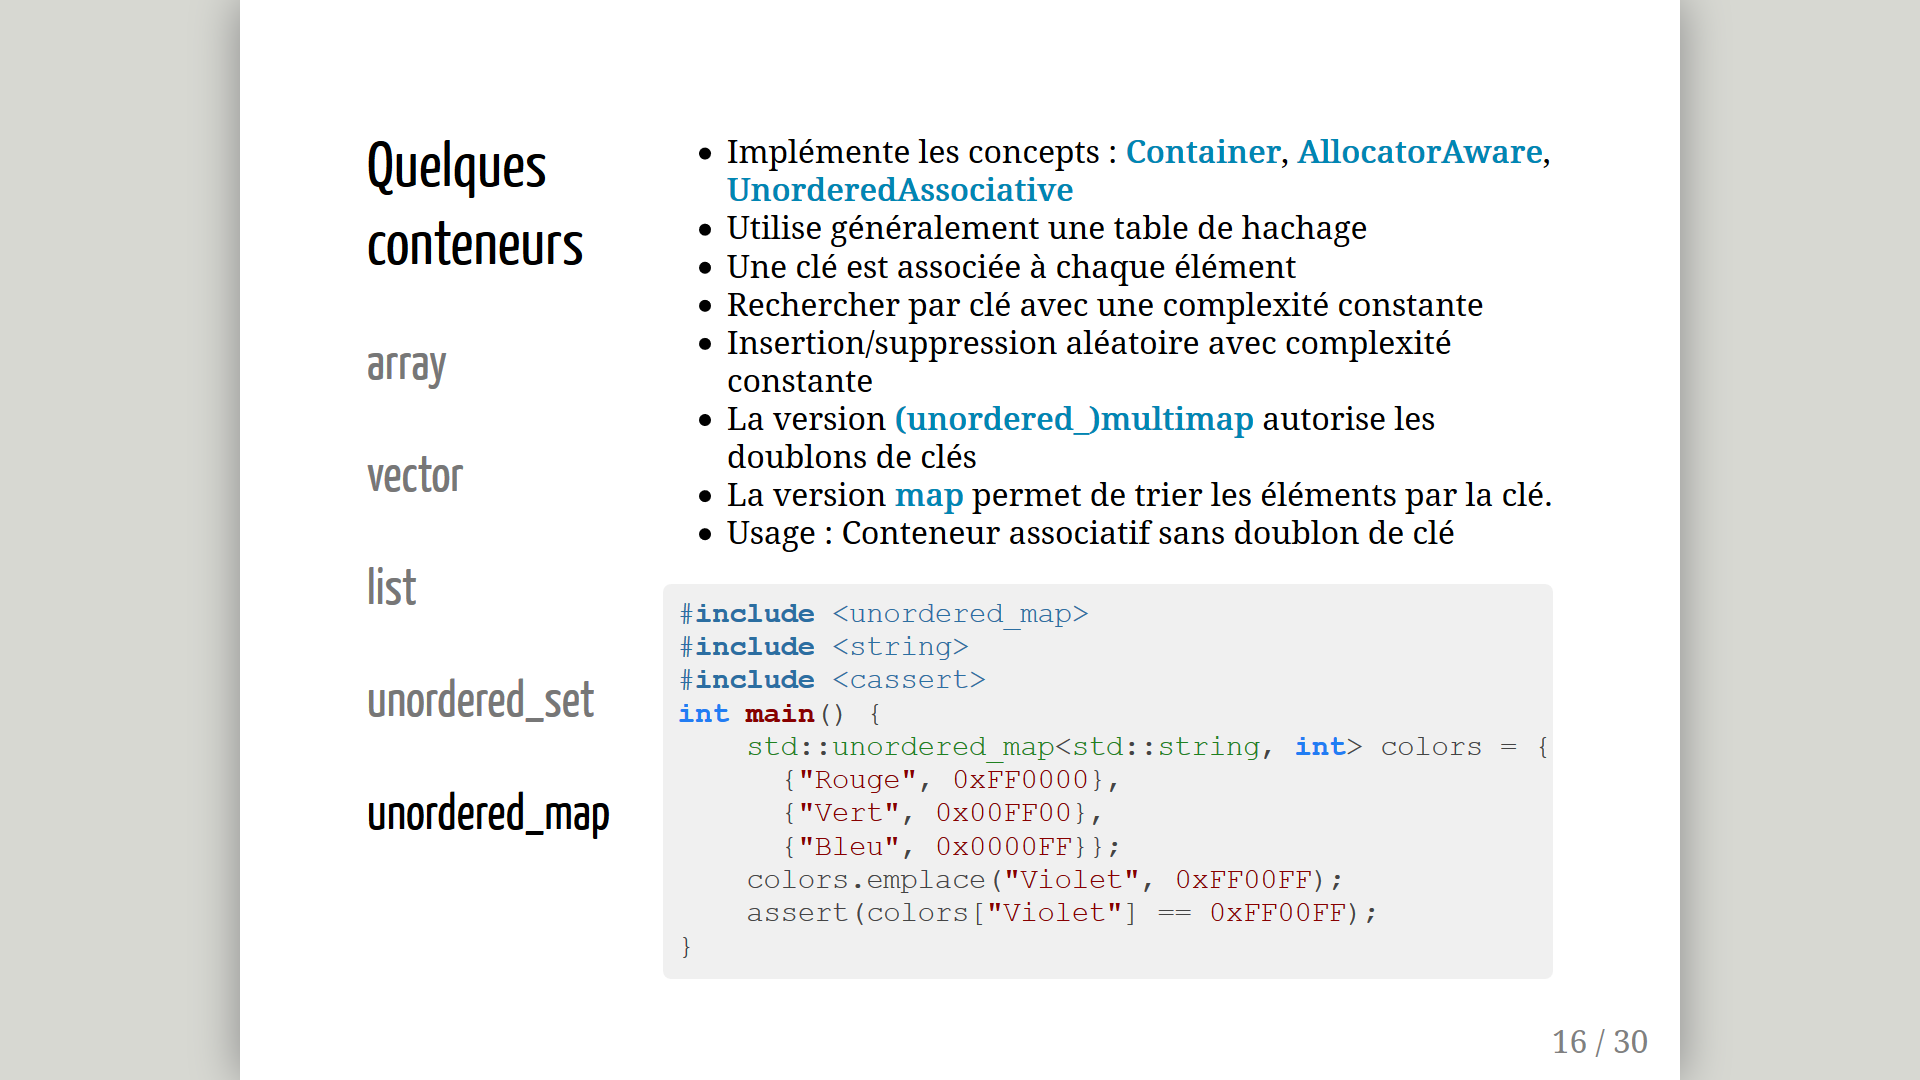 Quelques
conteneurs
array
vector
list
unordered_set
unordered_map
• Implémente les concepts : Container, AllocatorAware,
UnorderedAssociative
• Utilise généralement une table de hachage
• Une clé est associée à chaque élément
• Rechercher par clé avec une complexité constante
• Insertion/suppression aléatoire avec complexité
constante
• La version (unordered_)multimap autorise les
doublons de clés
• La version map permet de trier les éléments par la clé.
• Usage : Conteneur associatif sans doublon de clé
#include <unordered_map>
#include <string>
#include <cassert>
int main() {
    std::unordered_map<std::string, int> colors = {
      {"Rouge", 0xFF0000},
      {"Vert", 0x00FF00},
      {"Bleu", 0x0000FF}};
    colors.emplace("Violet", 0xFF00FF);
    assert(colors["Violet"] == 0xFF00FF);
}
16 / 30